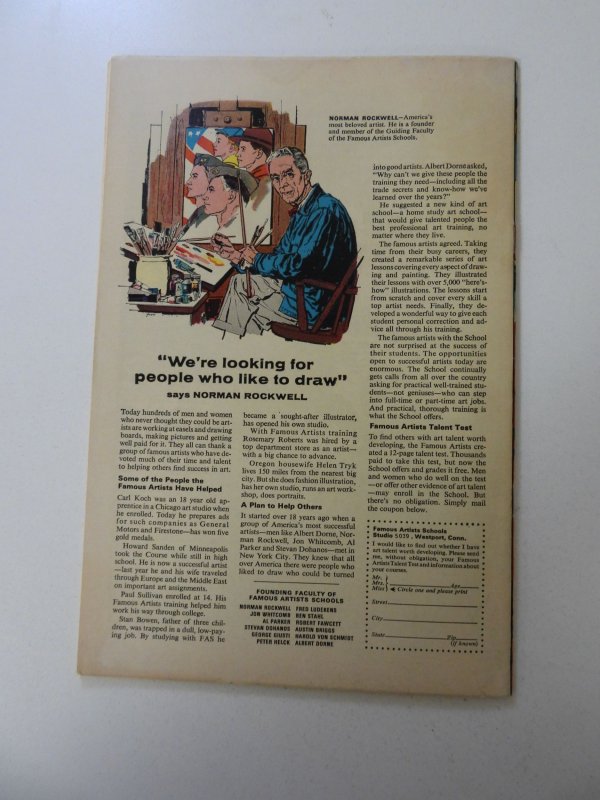 NORMAN ROCKWELL—America's
most beloved artist. He is a founder
and member of the Guiding Faculty
of the Famous Artists Schools.
"We're looking for
people who like to draw"
says NORMAN ROCKWELL
Today hundreds of men and women
who never thought they could be art-
ists are working at easels and drawing
boards, making pictures and getting
well paid for it. They all can thank a
group of famous artists who have de-
voted much of their time and talent
to helping others find success in art.
Some of the People the
Famous Artists Have Helped
Carl Koch was an 18 year old ap-
prentice in a Chicago art studio when
he enrolled. Today he prepares ads
for such companies as General
Motors and Firestone—has won five
gold medals.
Howard Sanden of Minneapolis
took the Course while still in high
school. He is now a successful artist
—last year he and his wife traveled
through Europe and the Middle East
on important art assignments.
Paul Sullivan enrolled at 14. His
Famous Artists training helped him
work his way through college.
Stan Bowen, father of three chil-
dren, was trapped in a dull, low-pay-
ing job. By studying with FAS he
became a sought-after illustrator,
has opened his own studio.
With Famous Artists training
Rosemary Roberts was hired by a
top department store as an artist—
with a big chance to advance.
Oregon housewife Helen Tryk
lives 150 miles from the nearest big
city. But she does fashion illustration,
has her own studio, runs an art work-
shop, does portraits.
A Plan to Help Others
It started over 18 years ago when a
group of America's most successful
artists—men like Albert Dorne, Nor-
man Rockwell, Jon Whitcomb, Al
Parker and Stevan Dohanos—met in
New York City. They knew that all
over America there were people who
liked to draw who could be turned
FOUNDING FACULTY OF
FAMOUS ARTISTS SCHOOLS
NORMAN ROCKWELL FRED LUDEKENS
JON WHITCOMB BEN STAHL
AL PARKER ROBERT FAWCETT
STEVAN DOHANOS AUSTIN BRIGGS
GEORGE GIUSTI HAROLD VON SCHMIDT
PETER HELCK ALBERT DORNE
into good artists. Albert Dorne asked,
"Why can't we give these people the
training they need—including all the
trade secrets and know-how we've
learned over the years?"
He suggested a new kind of art
school—a home study art school—
that would give talented people the
best professional art training, no
matter where they live.
The famous artists agreed. Taking
time from their busy careers, they
created a remarkable series of art
lessons covering every aspect of draw-
ing and painting. They illustrated
their lessons with over 5,000 "here's-
how" illustrations. The lessons start
from scratch and cover every skill a
top artist needs. Finally, they de-
veloped a wonderful way to give each
student personal correction and ad-
vice all through his training.
The famous artists with the School
are not surprised at the success of
their students. The opportunities
open to successful artists today are
enormous. The School continually
gets calls from all over the country
asking for practical well-trained stu-
dents—not geniuses—who can step
into full-time or part-time art jobs.
And practical, thorough training is
what the School offers.
Famous Artists Talent Test
To find others with art talent worth
developing, the Famous Artists cre-
ated a 12-page talent test. Thousands
paid to take this test, but now the
School offers and grades it free. Men
and women who do well on the test
—or offer other evidence of art talent
—may enroll in the School. But
there's no obligation. Simply mail
the coupon below.
Famous Artists Schools
Studio 5039, Westport, Conn.
I would like to find out whether I have
art talent worth developing. Please send
me, without obligation, your Famous
Artists Talent Test and information about
your courses.
Mr.
Mrs. Age
Miss Circle one and please print
Street
City
State Zip
(if known)